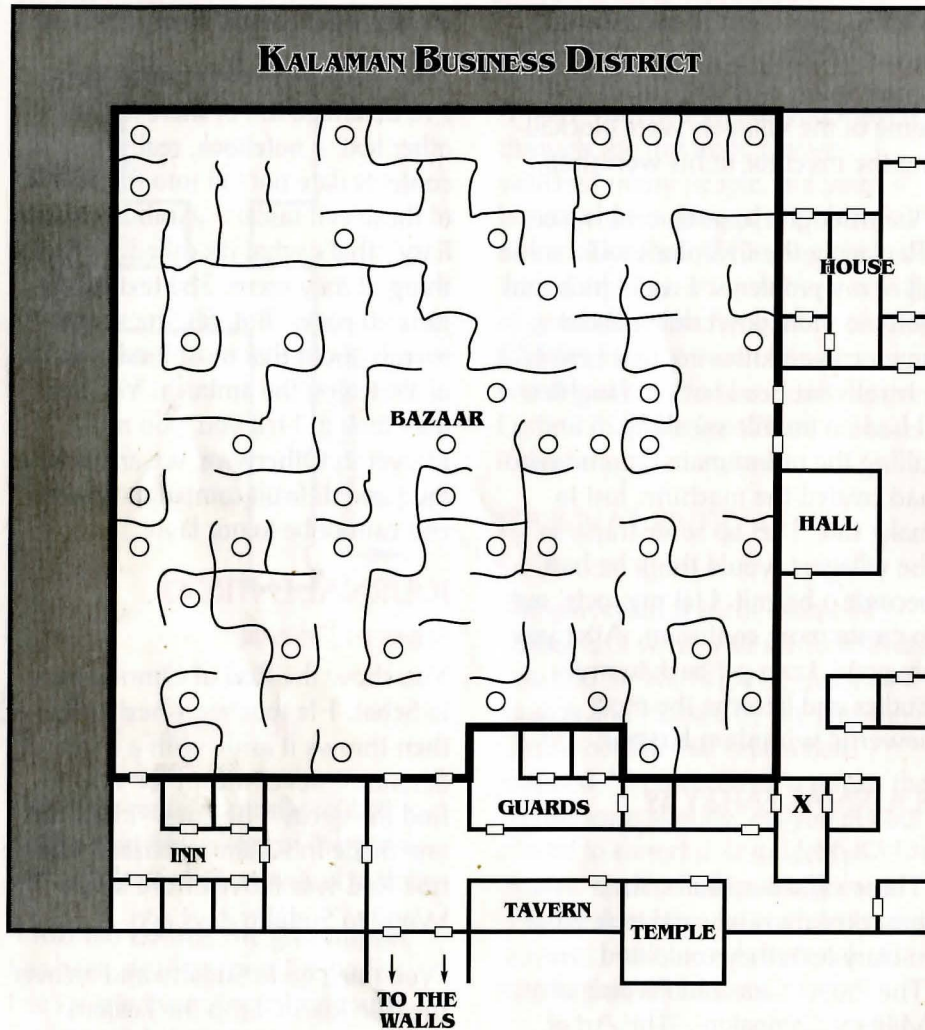 KALAMAN BUSINESS DISTRICT
HOUSE
BAZAAR
HALL
GUARDS
X
INN
TAVERN
TEMPLE
TO THE
WALLS